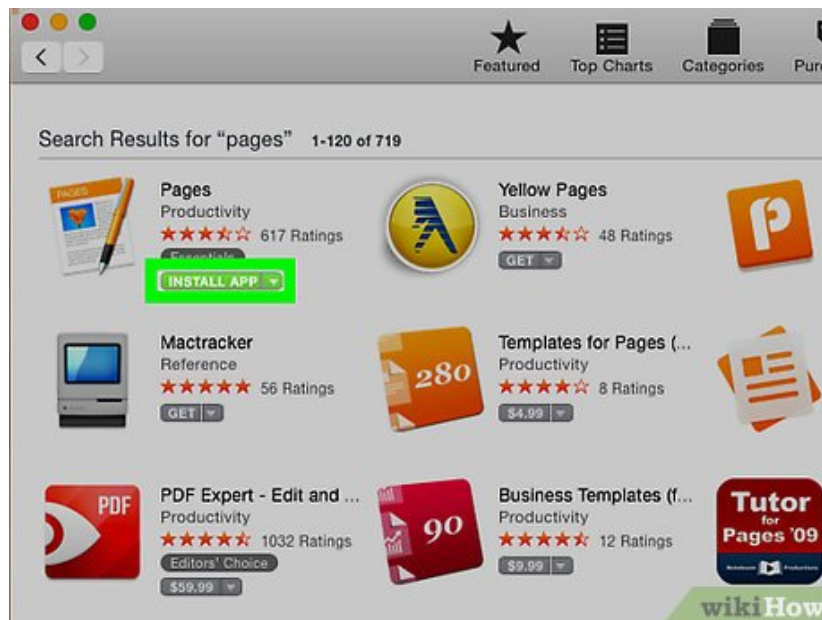 Featured
Top Charts
Categories
Search Results for “pages” 1-120 of 719
PAGES
Pages
Productivity
617 Ratings
Essentials
INSTALL APP
Yellow Pages
Business
48 Ratings
GET
P
Mactracker
Reference
56 Ratings
GET
280
Templates for Pages (...
Productivity
8 Ratings
$4.99
PDF
PDF Expert - Edit and ...
Productivity
1032 Ratings
Editors' Choice
$59.99
90
Business Templates (f...
Productivity
12 Ratings
$9.99
Tutor
for
Pages '09
wikiHow